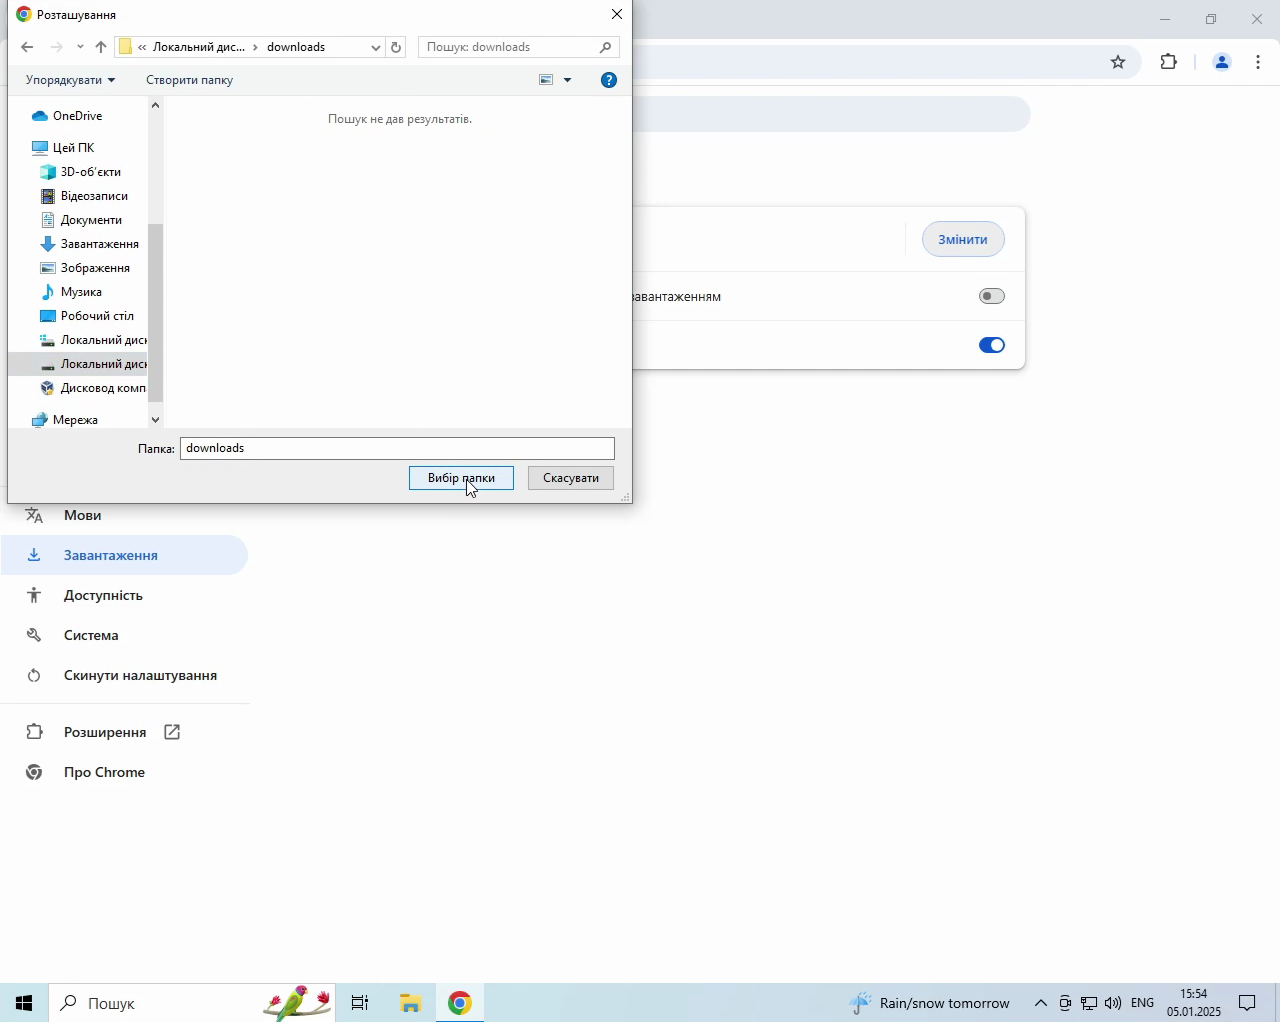 Розташування
« Локальний дис... › downloads
Пошук: downloads
Упорядкувати
Створити папку
OneDrive
Пошук не дав результатів.
Цей ПК
3D-об'єкти
Відеозаписи
Документи
Завантаження
Зображення
Музика
Робочий стіл
Локальний диск
Локальний диск
Дисковод комп
Мережа
Папка:
downloads
Вибір папки
Скасувати
Змінити
завантаженням
Мови
Завантаження
Доступність
Система
Скинути налаштування
Розширення
Про Chrome
Пошук
Rain/snow tomorrow
ENG
15:54
05.01.2025